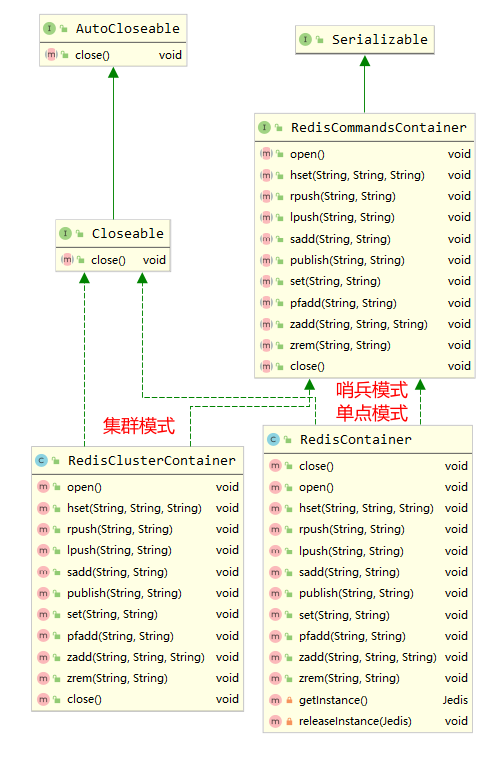 AutoCloseable
close() void
Serializable
RedisCommandsContainer
open() void
hset(String, String, String) void
rpush(String, String) void
lpush(String, String) void
sadd(String, String) void
publish(String, String) void
set(String, String) void
pfadd(String, String) void
zadd(String, String, String) void
zrem(String, String) void
close() void
Closeable
close() void
哨兵模式
单点模式
集群模式
RedisClusterContainer
open() void
hset(String, String, String) void
rpush(String, String) void
lpush(String, String) void
sadd(String, String) void
publish(String, String) void
set(String, String) void
pfadd(String, String) void
zadd(String, String, String) void
zrem(String, String) void
close() void
RedisContainer
close() void
open() void
hset(String, String, String) void
rpush(String, String) void
lpush(String, String) void
sadd(String, String) void
publish(String, String) void
set(String, String) void
pfadd(String, String) void
zadd(String, String, String) void
zrem(String, String) void
getInstance() Jedis
releaseInstance(Jedis) void